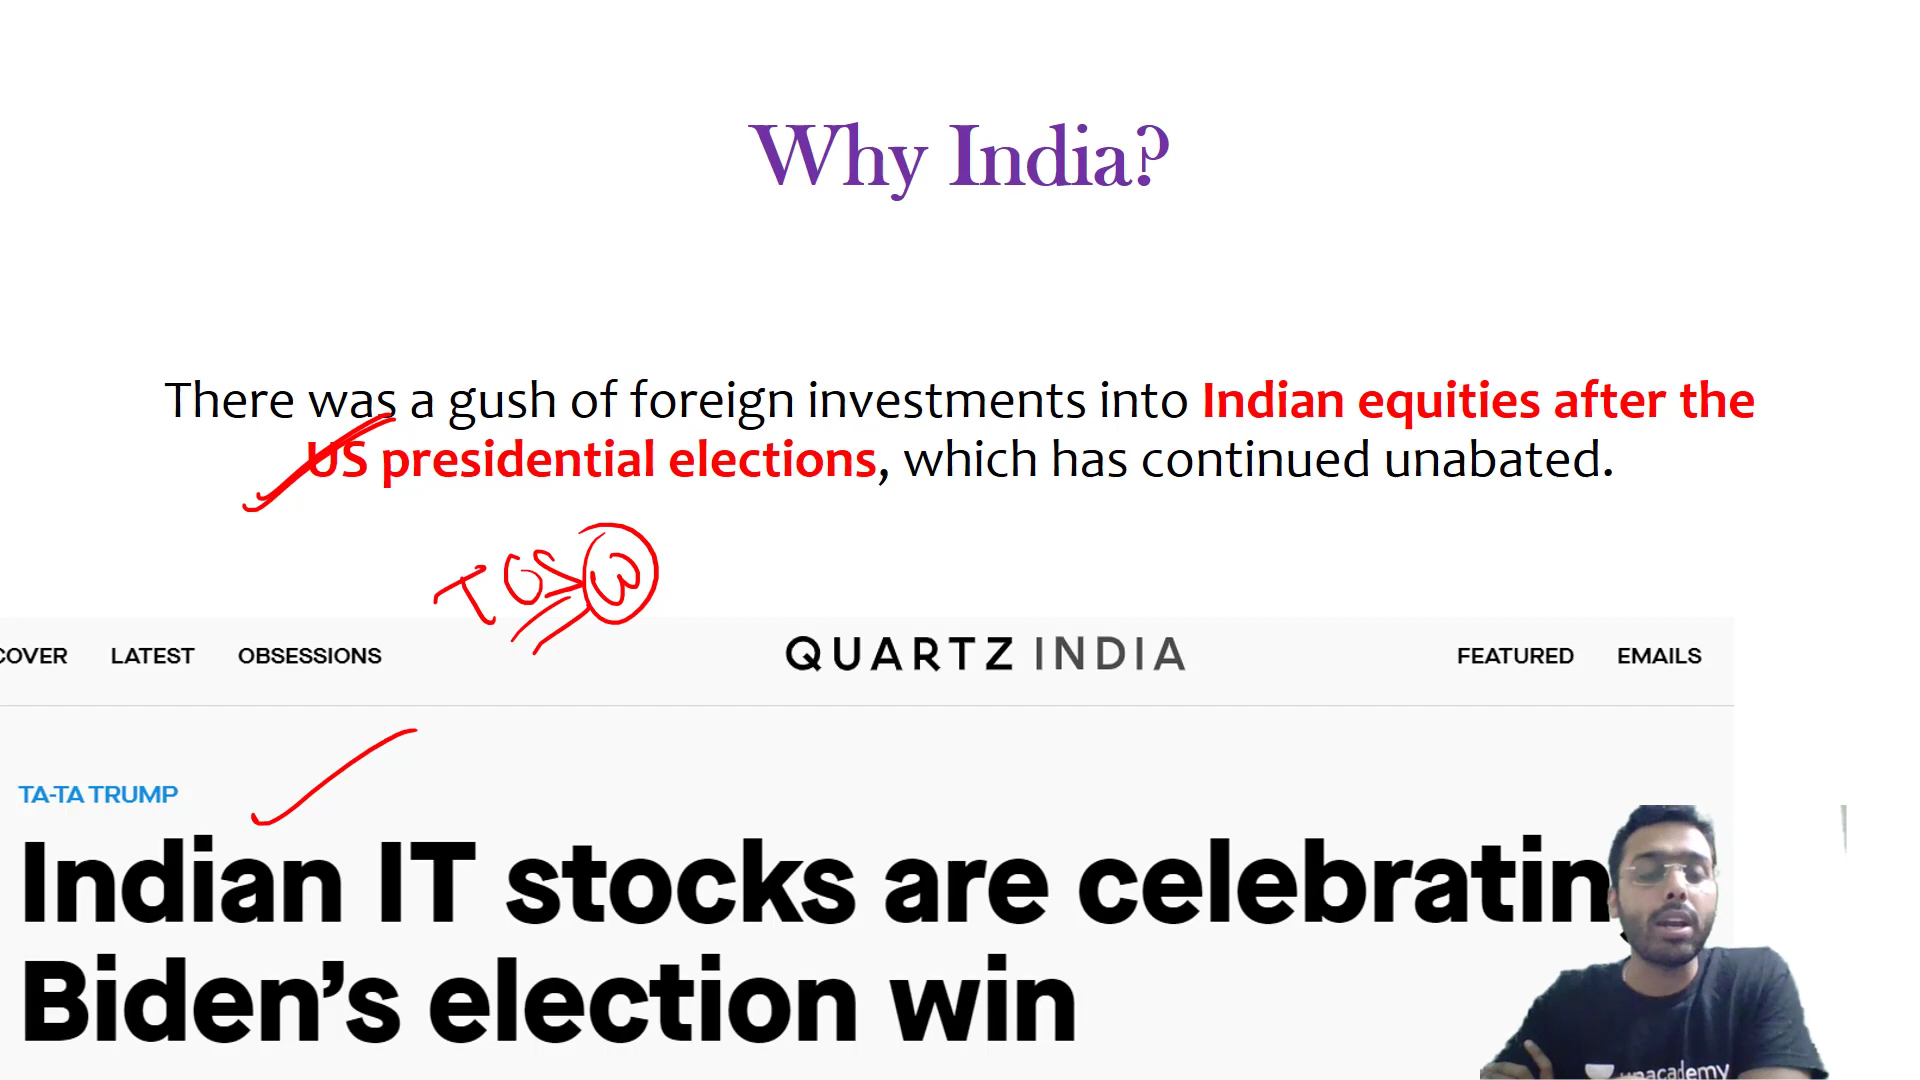 Why India?
There was a gush of foreign investments into Indian equities after the
US presidential elections, which has continued unabated.
TCS
COVER LATEST OBSESSIONS QUARTZ INDIA FEATURED EMAILS
TA-TA TRUMP
Indian IT stocks are celebratin
Biden’s election win
unacademy